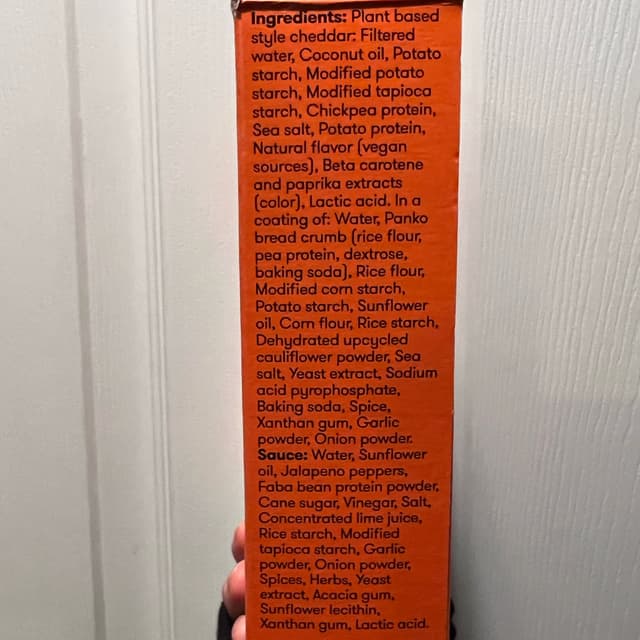 Ingredients: Plant based
style cheddar: Filtered
water, Coconut oil, Potato
starch, Modified potato
starch, Modified tapioca
starch, Chickpea protein,
Sea salt, Potato protein,
Natural flavor (vegan
sources), Beta carotene
and paprika extracts
(color), Lactic acid. In a
coating of: Water, Panko
bread crumb (rice flour,
pea protein, dextrose,
baking soda), Rice flour,
Modified corn starch,
Potato starch, Sunflower
oil, Corn flour, Rice starch,
Dehydrated upcycled
cauliflower powder, Sea
salt, Yeast extract, Sodium
acid pyrophosphate,
Baking soda, Spice,
Xanthan gum, Garlic
powder, Onion powder.
Sauce: Water, Sunflower
oil, Jalapeno peppers,
Faba bean protein powder,
Cane sugar, Vinegar, Salt,
Concentrated lime juice,
Rice starch, Modified
tapioca starch, Garlic
powder, Onion powder,
Spices, Herbs, Yeast
extract, Acacia gum,
Sunflower lecithin,
Xanthan gum, Lactic acid.